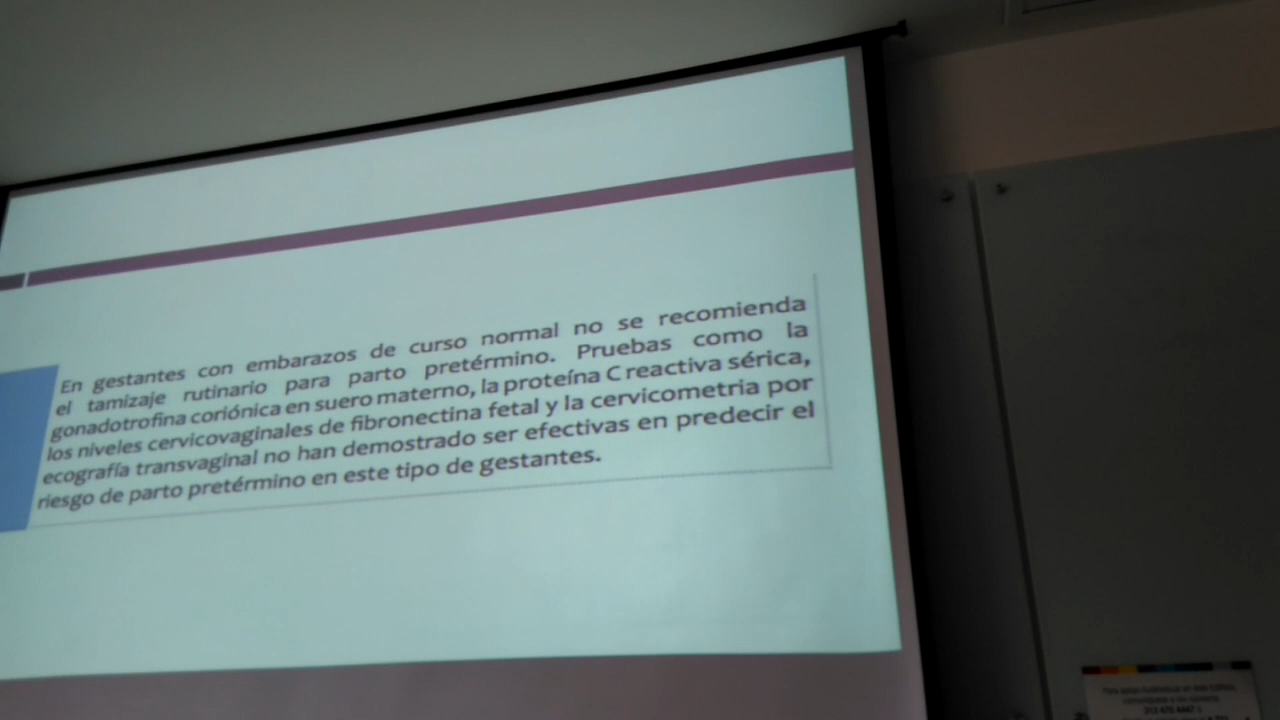 En gestantes con embarazos de curso normal no se recomienda
el tamizaje rutinario para parto pretérmino. Pruebas como la
gonadotrofina coriónica en suero materno, la proteína C reactiva sérica,
los niveles cervicovaginales de fibronectina fetal y la cervicometria por
ecografía transvaginal no han demostrado ser efectivas en predecir el
riesgo de parto pretérmino en este tipo de gestantes.